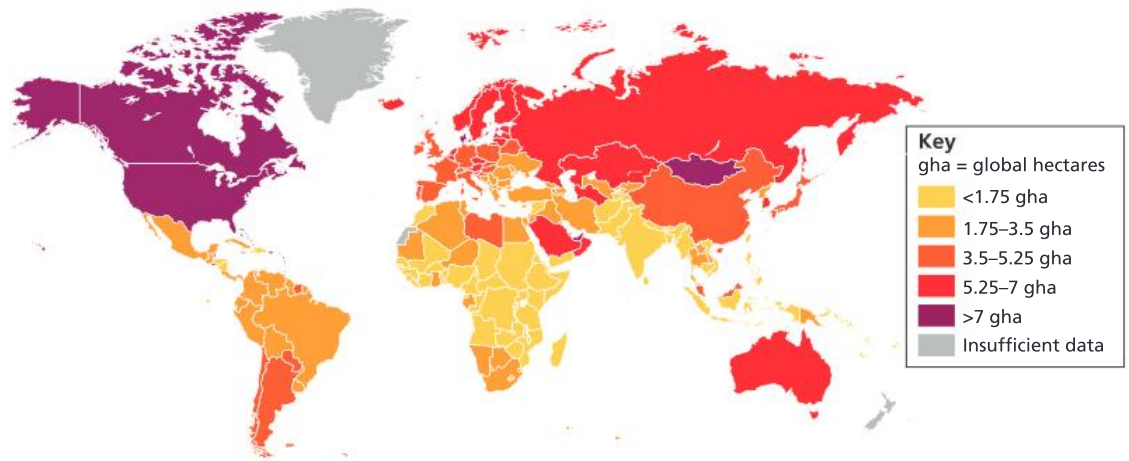 Key
gha = global hectares
<1.75 gha
1.75–3.5 gha
3.5–5.25 gha
5.25–7 gha
>7 gha
Insufficient data